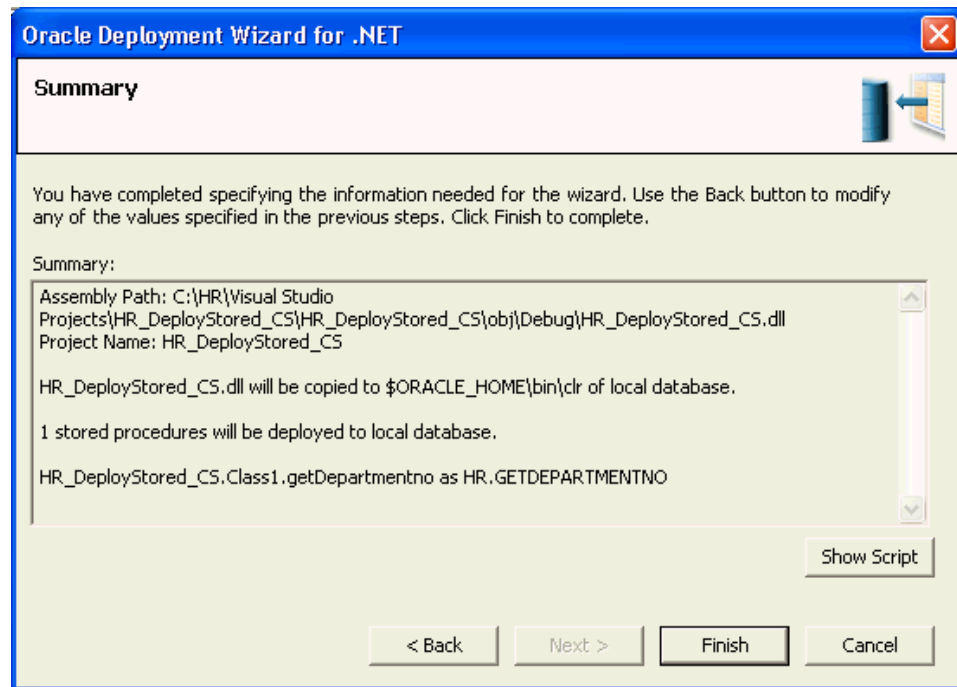 Oracle Deployment Wizard for .NET
Summary
You have completed specifying the information needed for the wizard. Use the Back button to modify
any of the values specified in the previous steps. Click Finish to complete.
Summary:
Assembly Path: C:\HR\Visual Studio
Projects\HR_DeployStored_CS\HR_DeployStored_CS\obj\Debug\HR_DeployStored_CS.dll
Project Name: HR_DeployStored_CS
HR_DeployStored_CS.dll will be copied to $ORACLE_HOME\bin\clr of local database.
1 stored procedures will be deployed to local database.
HR_DeployStored_CS.Class1.getDepartmentno as HR.GETDEPARTMENTNO
Show Script
< Back
Next >
Finish
Cancel